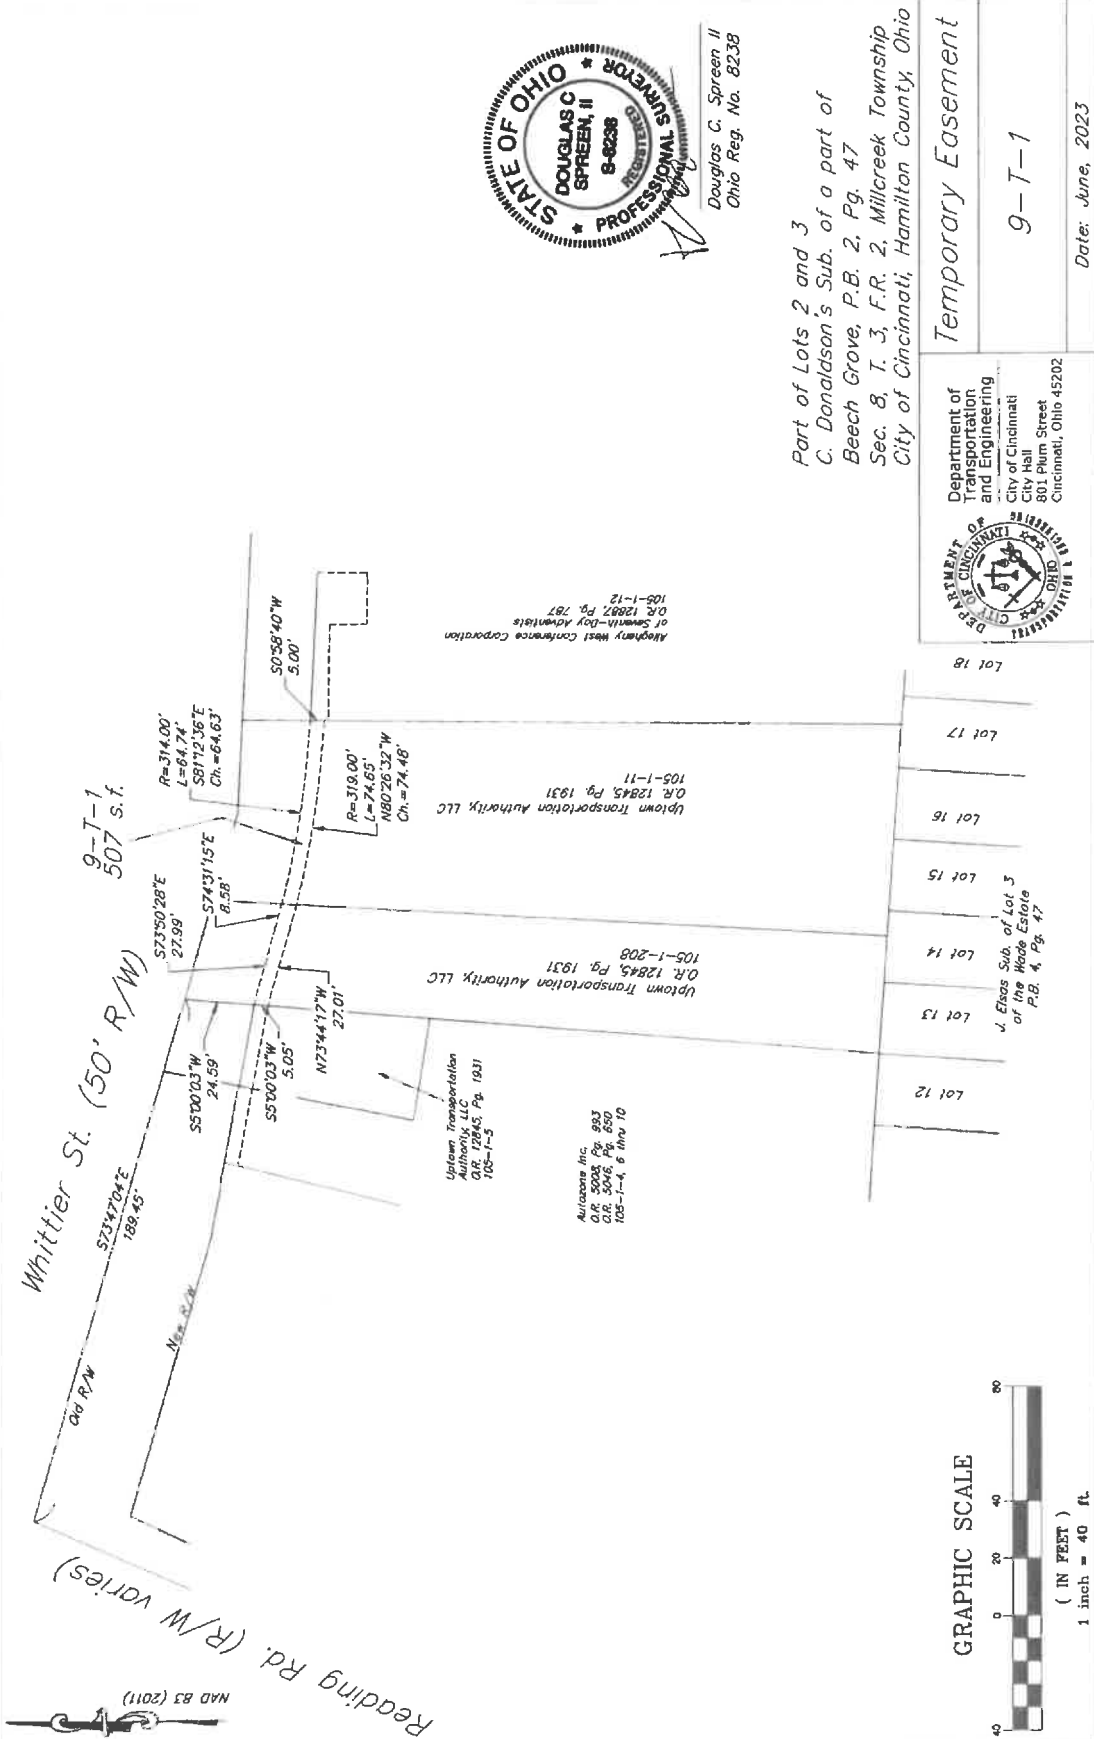 Whittier St. (50' R/W)
Reading Rd. (R/W varies)
NAD 83 (2011)
Old R/W
New R/W
S73°47'04"E
189.45'
S5°00'03"W
24.59'
S5°00'03"W
5.05'
N73°44'17"W
27.01'
S73°50'28"E
27.99'
S74°31'15"E
8.58'
9-T-1
507 s.f.
R=314.00'
L=64.74'
S81°12'36"E
Ch.=64.63'
R=319.00'
L=74.65'
N80°26'32"W
Ch.=74.48'
S0°58'40"W
5.00'
Uptown Transportation
Authority, LLC
O.R. 12845, Pg. 1931
105-1-5
Autozone Inc.
O.R. 5008, Pg. 993
O.R. 5046, Pg. 650
105-1-4, 6 thru 10
Uptown Transportation Authority, LLC
O.R. 12845, Pg. 1931
105-1-208
Uptown Transportation Authority, LLC
O.R. 12845, Pg. 1931
105-1-11
Allegheny West Conference Corporation
of Seventh-Day Adventists
O.R. 12887, Pg. 787
105-1-12
Lot 12
Lot 13
Lot 14
Lot 15
Lot 16
Lot 17
Lot 18
J. Elsas Sub. of Lot 3
of the Wade Estate
P.B. 4, Pg. 47
STATE OF OHIO
DOUGLAS C
SPREEN, II
S-8238
REGISTERED
PROFESSIONAL SURVEYOR
Douglas C. Spreen II
Ohio Reg. No. 8238
Part of Lots 2 and 3
C. Donaldson's Sub. of a part of
Beech Grove, P.B. 2, Pg. 47
Sec. 8, T. 3, F.R. 2, Millcreek Township
City of Cincinnati, Hamilton County, Ohio
GRAPHIC SCALE
40 0 20 40 80
( IN FEET )
1 inch = 40 ft.
DEPARTMENT OF
CITY OF CINCINNATI
OHIO
Department of
Transportation
and Engineering
City of Cincinnati
City Hall
801 Plum Street
Cincinnati, Ohio 45202
Temporary Easement
9-T-1
Date: June, 2023